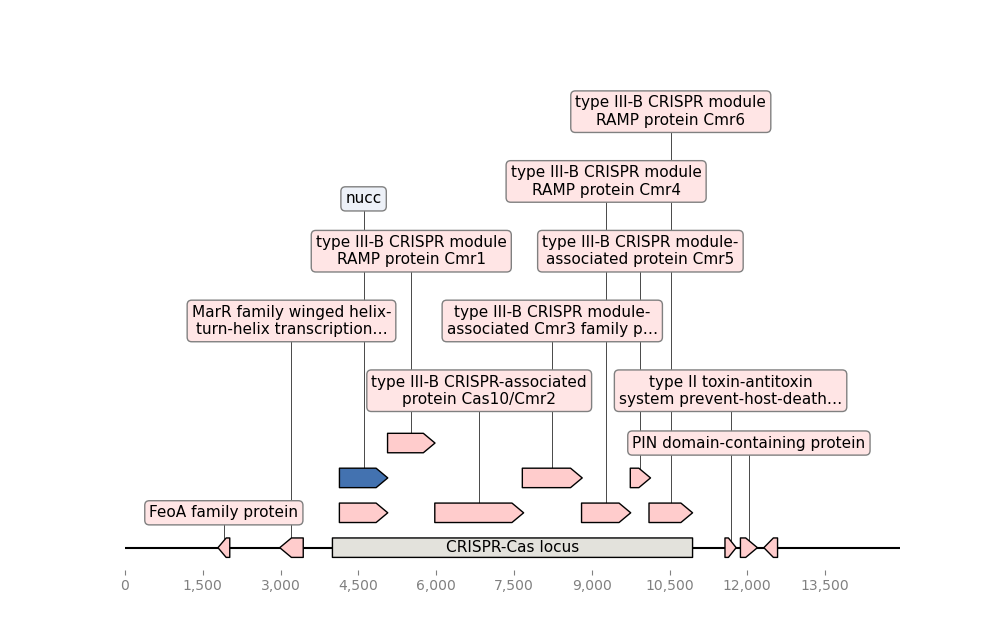 type III-B CRISPR module
RAMP protein Cmr6
type III-B CRISPR module
RAMP protein Cmr4
nucc
type III-B CRISPR module
RAMP protein Cmr1
type III-B CRISPR module-
associated protein Cmr5
MarR family winged helix-
turn-helix transcription…
type III-B CRISPR module-
associated Cmr3 family p…
type III-B CRISPR-associated
protein Cas10/Cmr2
type II toxin-antitoxin
system prevent-host-death…
PIN domain-containing protein
FeoA family protein
CRISPR-Cas locus
0 1,500 3,000 4,500 6,000 7,500 9,000 10,500 12,000 13,500